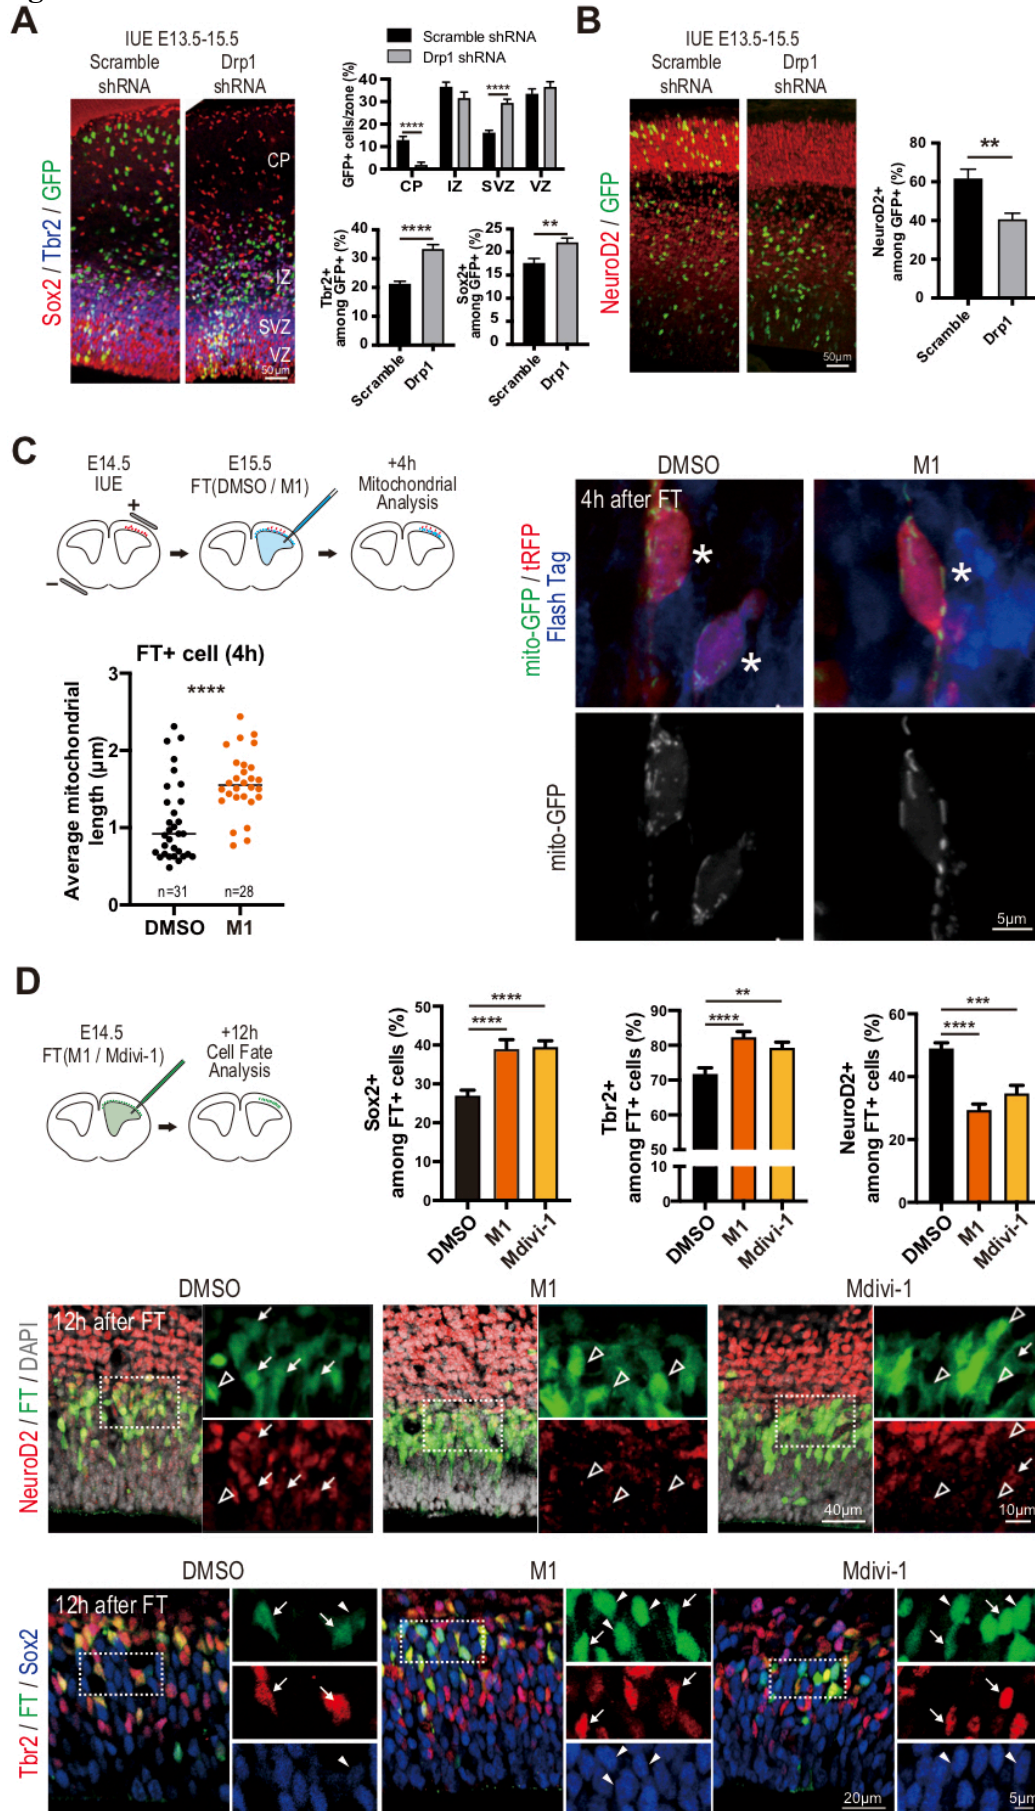 A
IUE E13.5-15.5
Scramble
shRNA
Drp1
shRNA
Sox2 / Tbr2 / GFP
CP
IZ
SVZ
VZ
50µm
Scramble shRNA
Drp1 shRNA
GFP+ cells/zone (%)
40
30
20
10
0
****
****
CP IZ SVZ VZ
Tbr2+
among GFP+ (%)
40
30
20
10
0
****
Scramble
Drp1
Sox2+
among GFP+ (%)
25
20
15
10
5
0
**
Scramble
Drp1
B
IUE E13.5-15.5
Scramble
shRNA
Drp1
shRNA
NeuroD2 / GFP
50µm
NeuroD2+
among GFP+ (%)
80
60
40
20
0
**
Scramble
Drp1
C
E14.5
IUE
+
–
E15.5
FT(DMSO / M1)
+4h
Mitochondrial
Analysis
FT+ cell (4h)
Average mitochondrial
length (µm)
3
2
1
0
****
n=31 n=28
DMSO M1
DMSO M1
4h after FT
mito-GFP / tRFP
Flash Tag
*
*
*
mito-GFP
5µm
D
E14.5
FT(M1 / Mdivi-1)
+12h
Cell Fate
Analysis
Sox2+
among FT+ cells (%)
50
40
30
20
10
0
****
****
DMSO
M1
Mdivi-1
Tbr2+
among FT+ cells (%)
90
80
70
60
50
10
0
**
****
DMSO
M1
Mdivi-1
NeuroD2+
among FT+ cells (%)
60
40
20
0
***
****
DMSO
M1
Mdivi-1
DMSO M1 Mdivi-1
12h after FT
NeuroD2 / FT / DAPI
40µm
10µm
DMSO M1 Mdivi-1
12h after FT
Tbr2 / FT / Sox2
20µm